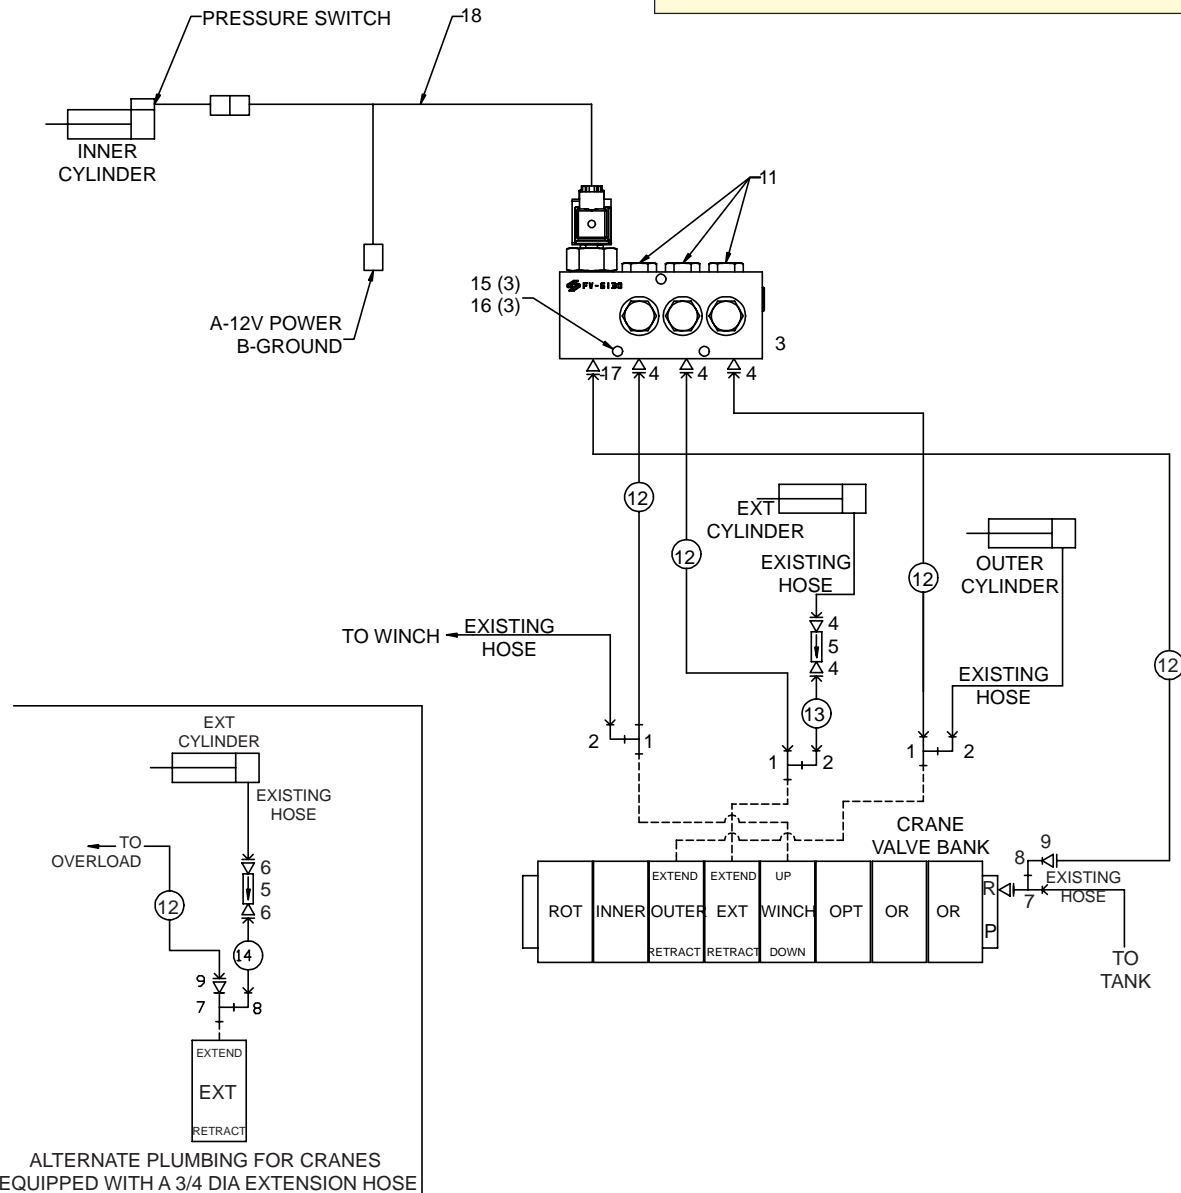 PRESSURE SWITCH
18
INNER
CYLINDER
11
15 (3)
16 (3)
A-12V POWER
B-GROUND
3
17
4
4
4
12
EXT
CYLINDER
12
EXISTING
HOSE
12
OUTER
CYLINDER
4
5
4
TO WINCH
EXISTING
HOSE
12
EXISTING
HOSE
13
2
1
1
2
1
2
EXT
CYLINDER
EXISTING
HOSE
TO
OVERLOAD
6
5
6
12
14
9
7
8
EXTEND
EXT
RETRACT
ALTERNATE PLUMBING FOR CRANES
EQUIPPED WITH A 3/4 DIA EXTENSION HOSE
CRANE
VALVE BANK
9
8
EXISTING
HOSE
7
R
P
TO
TANK
ROT
INNER
EXTEND
OUTER
RETRACT
EXTEND
EXT
RETRACT
UP
WINCH
DOWN
OPT
OR
OR